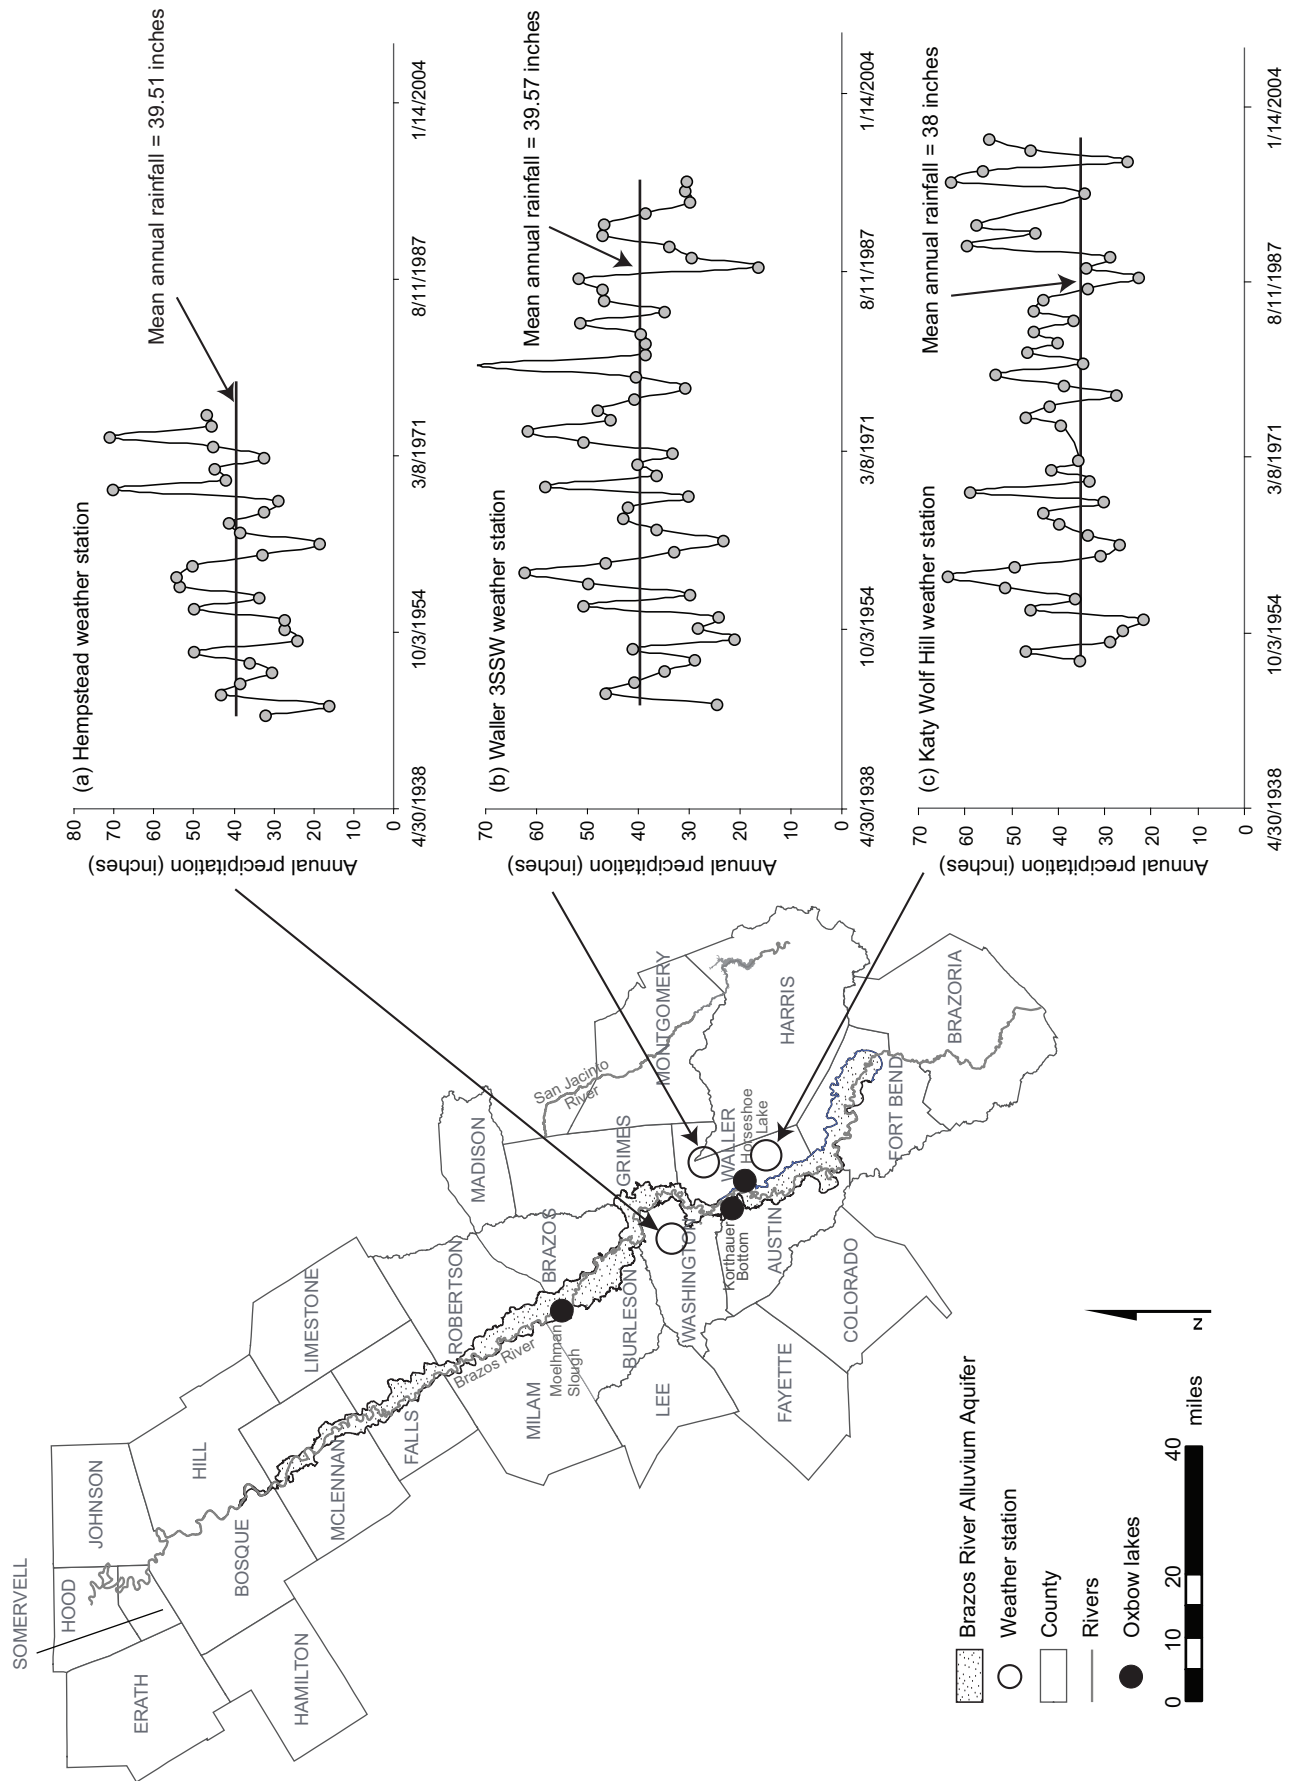 SOMERVELL
HOOD
JOHNSON
ERATH
HILL
BOSQUE
HAMILTON
LIMESTONE
MCLENNAN
FALLS
ROBERTSON
Brazos River
MILAM
Moelhman
Slough
BRAZOS
MADISON
BURLESON
GRIMES
LEE
WASHINGTON
San Jacinto
River
MONTGOMERY
WALLER
Horseshoe
Lake
Korthauer
Bottom
HARRIS
AUSTIN
FAYETTE
COLORADO
FORT BEND
BRAZORIA
N
Brazos River Alluvium Aquifer
Weather station
County
Rivers
Oxbow lakes
0 10 20 40
miles
(a) Hempstead weather station
Mean annual rainfall = 39.51 inches
Annual precipitation (inches)
80
70
60
50
40
30
20
10
0
4/30/1938 10/3/1954 3/8/1971 8/11/1987 1/14/2004
(b) Waller 3SSW weather station
Mean annual rainfall = 39.57 inches
Annual precipitation (inches)
70
60
50
40
30
20
10
0
4/30/1938 10/3/1954 3/8/1971 8/11/1987 1/14/2004
(c) Katy Wolf Hill weather station
Mean annual rainfall = 38 inches
Annual precipitation (inches)
70
60
50
40
30
20
10
0
4/30/1938 10/3/1954 3/8/1971 8/11/1987 1/14/2004